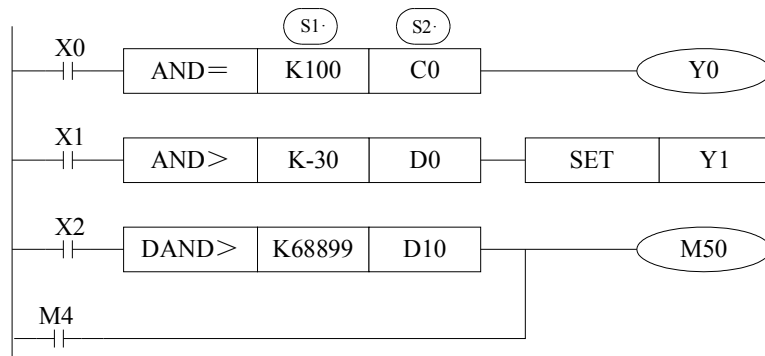 S1· S2·
X0
AND＝ K100 C0 Y0
X1
AND＞ K-30 D0 SET Y1
X2
DAND＞ K68899 D10 M50
M4